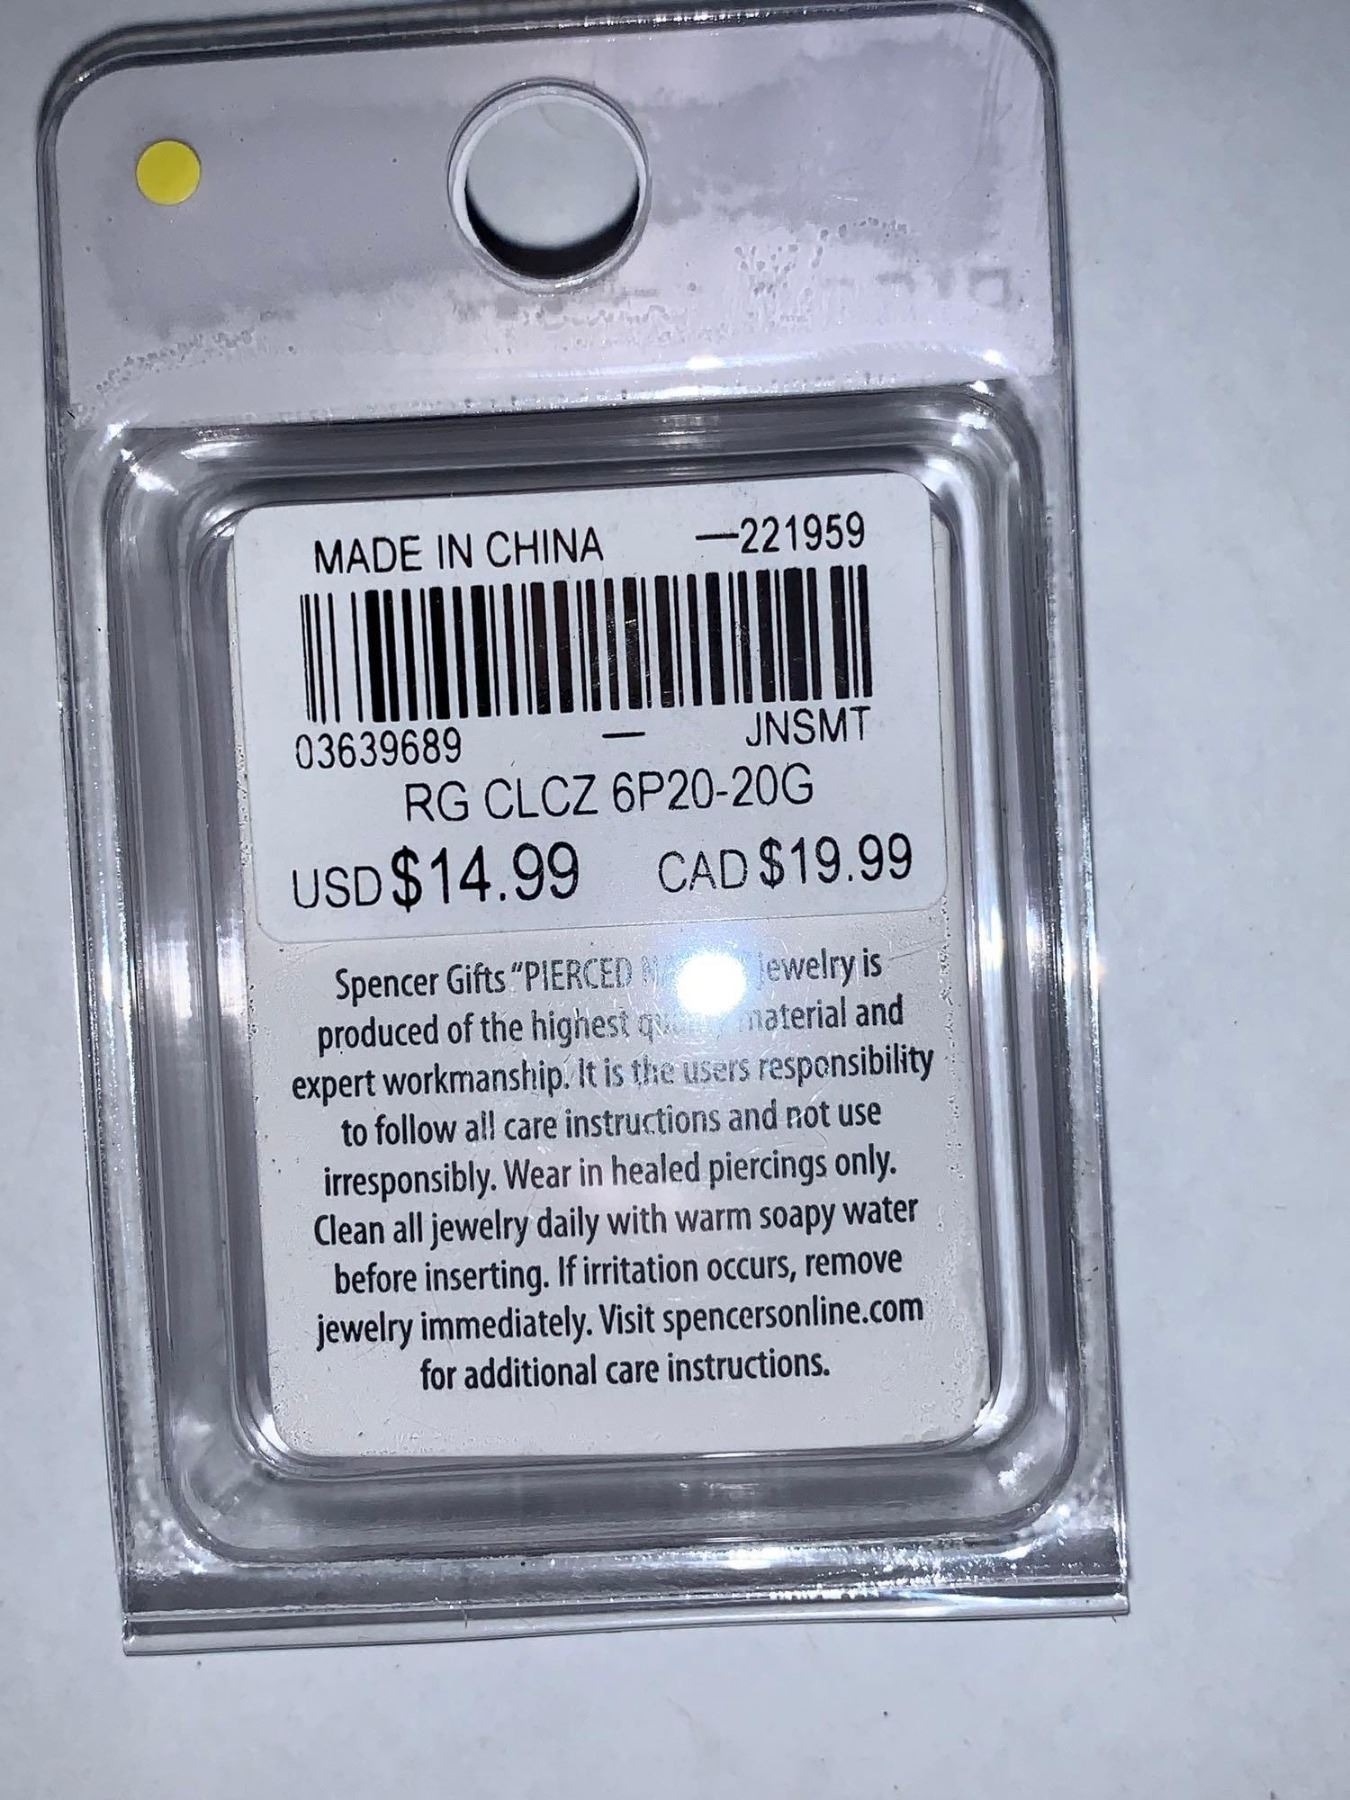 MADE IN CHINA —221959
03639689 — JNSMT
RG CLCZ 6P20-20G
USD $14.99 CAD $19.99
Spencer Gifts "PIERCED jewelry is
produced of the highest material and
expert workmanship. It is the users responsibility
to follow all care instructions and not use
irresponsibly. Wear in healed piercings only.
Clean all jewelry daily with warm soapy water
before inserting. If irritation occurs, remove
jewelry immediately. Visit spencersonline.com
for additional care instructions.